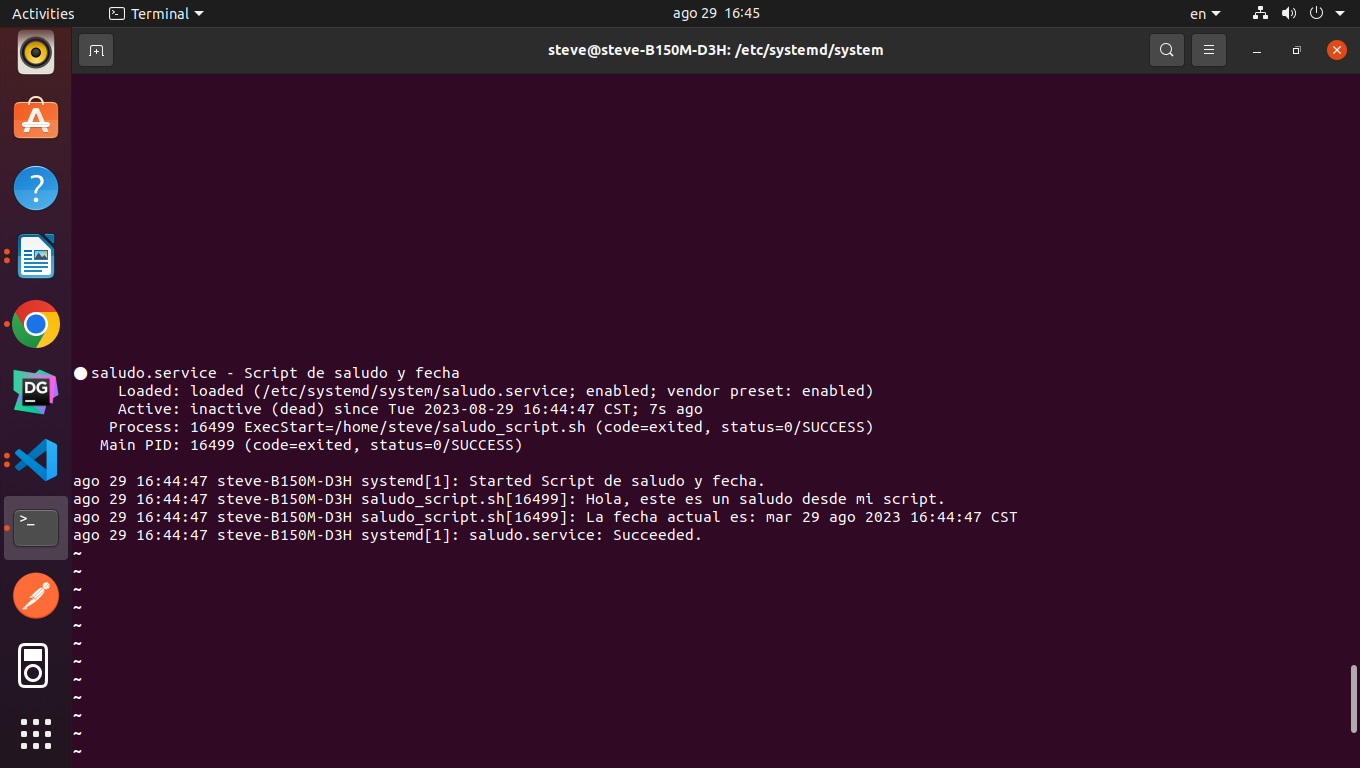 Activities Terminal ago 29 16:45 en
steve@steve-B150M-D3H: /etc/systemd/system
DG
●saludo.service - Script de saludo y fecha
Loaded: loaded (/etc/systemd/system/saludo.service; enabled; vendor preset: enabled)
Active: inactive (dead) since Tue 2023-08-29 16:44:47 CST; 7s ago
Process: 16499 ExecStart=/home/steve/saludo_script.sh (code=exited, status=0/SUCCESS)
Main PID: 16499 (code=exited, status=0/SUCCESS)
ago 29 16:44:47 steve-B150M-D3H systemd[1]: Started Script de saludo y fecha.
ago 29 16:44:47 steve-B150M-D3H saludo_script.sh[16499]: Hola, este es un saludo desde mi script.
ago 29 16:44:47 steve-B150M-D3H saludo_script.sh[16499]: La fecha actual es: mar 29 ago 2023 16:44:47 CST
ago 29 16:44:47 steve-B150M-D3H systemd[1]: saludo.service: Succeeded.
~
~
~
~
~
~
~
~
~
~
~
~